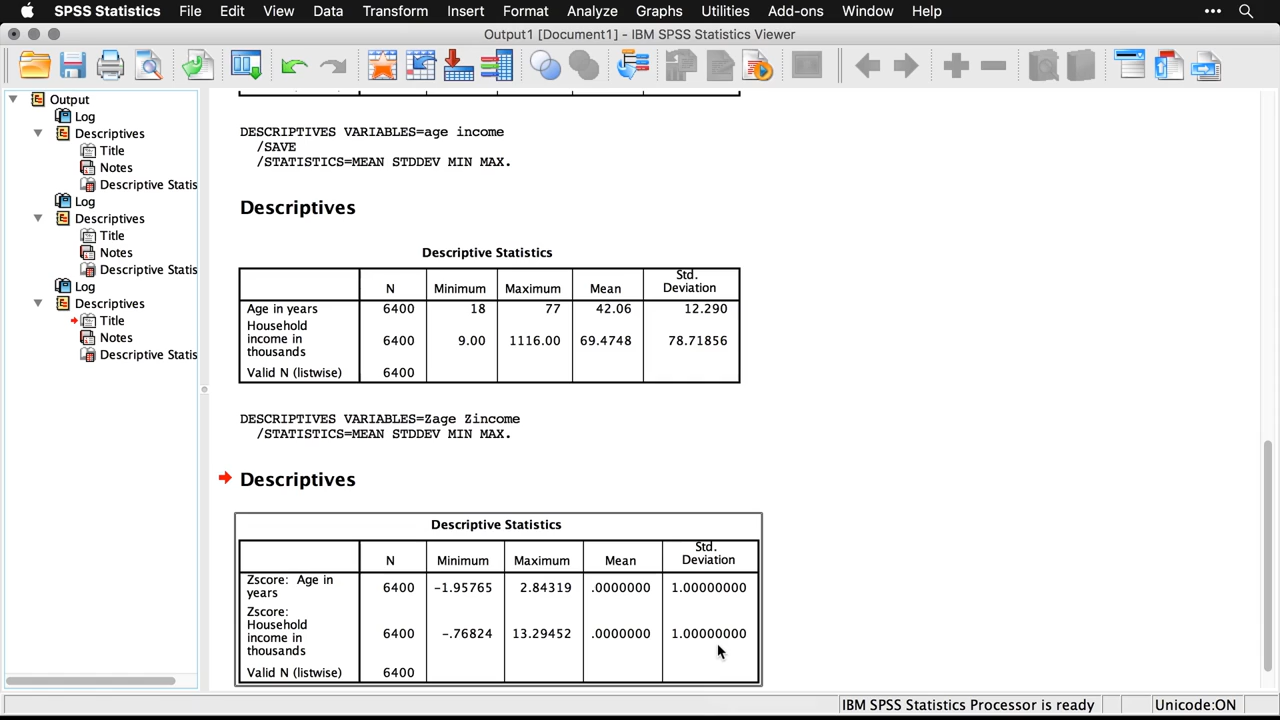 SPSS Statistics File Edit View Data Transform Insert Format Analyze Graphs Utilities Add-ons Window Help
Output1 [Document1] - IBM SPSS Statistics Viewer
Output
Log
Descriptives
Title
Notes
Descriptive Statis
Log
Descriptives
Title
Notes
Descriptive Statis
Log
Descriptives
Title
Notes
Descriptive Statis
DESCRIPTIVES VARIABLES=age income
/SAVE
/STATISTICS=MEAN STDDEV MIN MAX.
Descriptives
Descriptive Statistics
N Minimum Maximum Mean Std. Deviation
Age in years 6400 18 77 42.06 12.290
Household
income in
thousands 6400 9.00 1116.00 69.4748 78.71856
Valid N (listwise) 6400
DESCRIPTIVES VARIABLES=Zage Zincome
/STATISTICS=MEAN STDDEV MIN MAX.
Descriptives
Descriptive Statistics
N Minimum Maximum Mean Std. Deviation
Zscore: Age in
years 6400 -1.95765 2.84319 .0000000 1.00000000
Zscore:
Household
income in
thousands 6400 -.76824 13.29452 .0000000 1.00000000
Valid N (listwise) 6400
IBM SPSS Statistics Processor is ready Unicode:ON